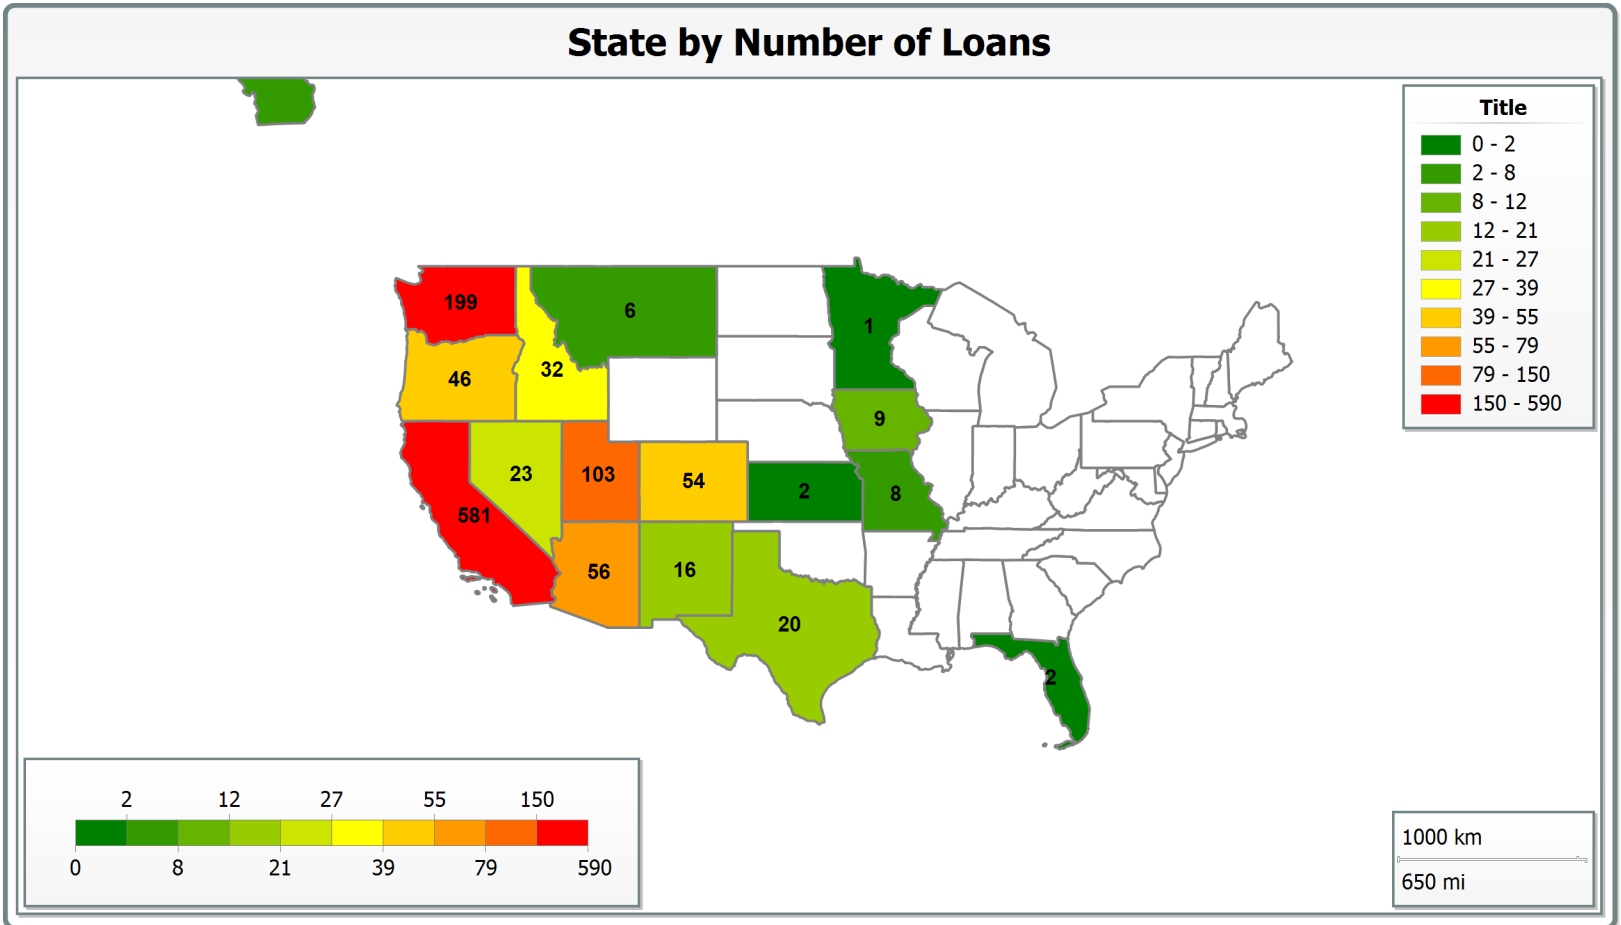 State by Number of Loans
Title
0 - 2
2 - 8
8 - 12
12 - 21
21 - 27
27 - 39
39 - 55
55 - 79
79 - 150
150 - 590
199
6
1
46
32
9
23
103
54
2
8
581
56
16
20
2
2 12 27 55 150
0 8 21 39 79 590
1000 km
650 mi